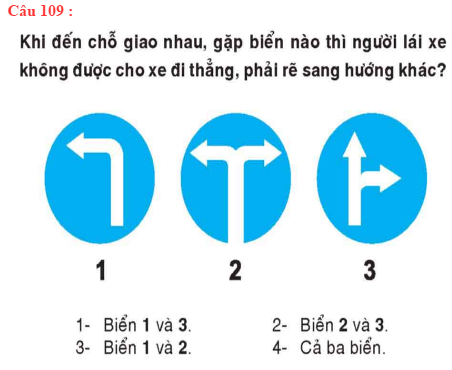 Câu 109 :
Khi đến chỗ giao nhau, gặp biển nào thì người lái xe
không được cho xe đi thẳng, phải rẽ sang hướng khác?
1 2 3
1- Biển 1 và 3. 2- Biển 2 và 3.
3- Biển 1 và 2. 4- Cả ba biển.